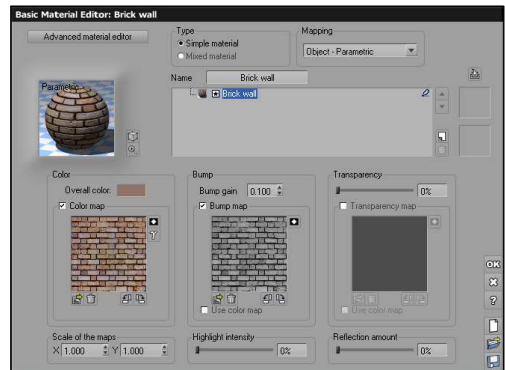 Basic Material Editor: Brick wall
Advanced material editor
Type
Simple material
Mixed material
Mapping
Object - Parametric
Parametric
Name
Brick wall
Brick wall
Color
Overall color:
Color map
T
Bump
Bump gain 0.100
Bump map
Use color map
Transparency
0%
Transparency map
Use color map
Scale of the maps
X 1.000 Y 1.000
Highlight intensity
0%
Reflection amount
0%
OK
?